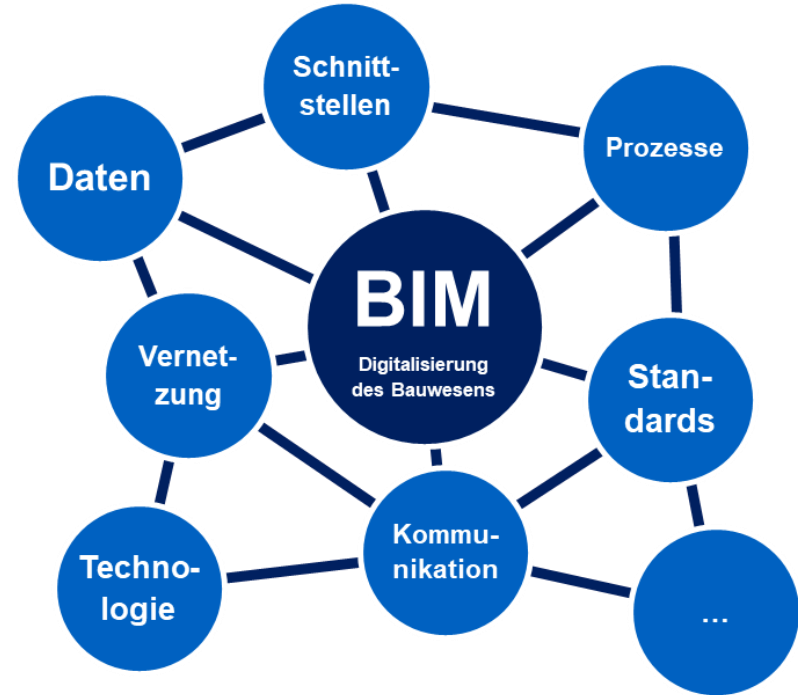 Schnitt-
stellen
Prozesse
Daten
BIM
Digitalisierung
des Bauwesens
Vernet-
zung
Stan-
dards
Kommu-
nikation
Techno-
logie
...